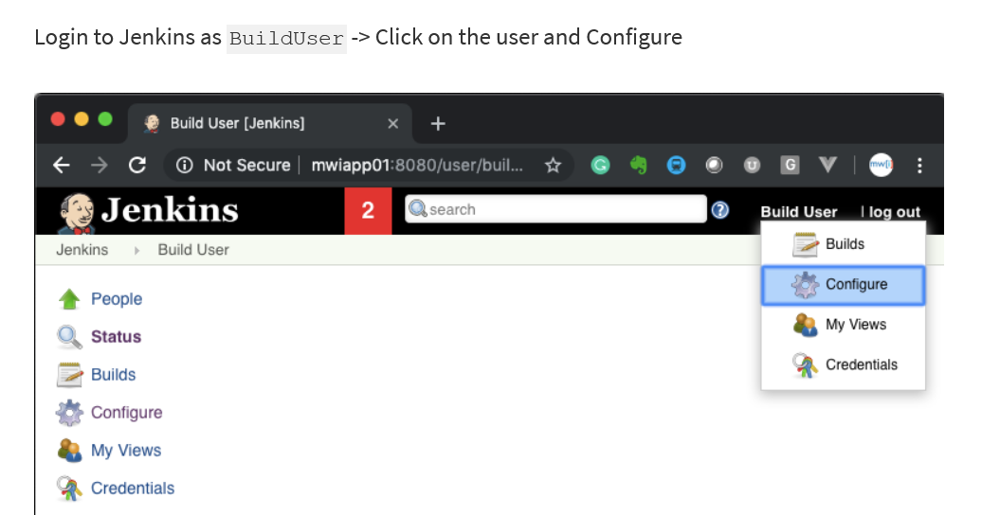 Login to Jenkins as BuildUser -> Click on the user and Configure
Build User [Jenkins]
Not Secure mwiapp01:8080/user/buil...
G
mw[i]
Jenkins
2
search
?
Build User | log out
Jenkins
Build User
Builds
Configure
My Views
Credentials
People
Status
Builds
Configure
My Views
Credentials